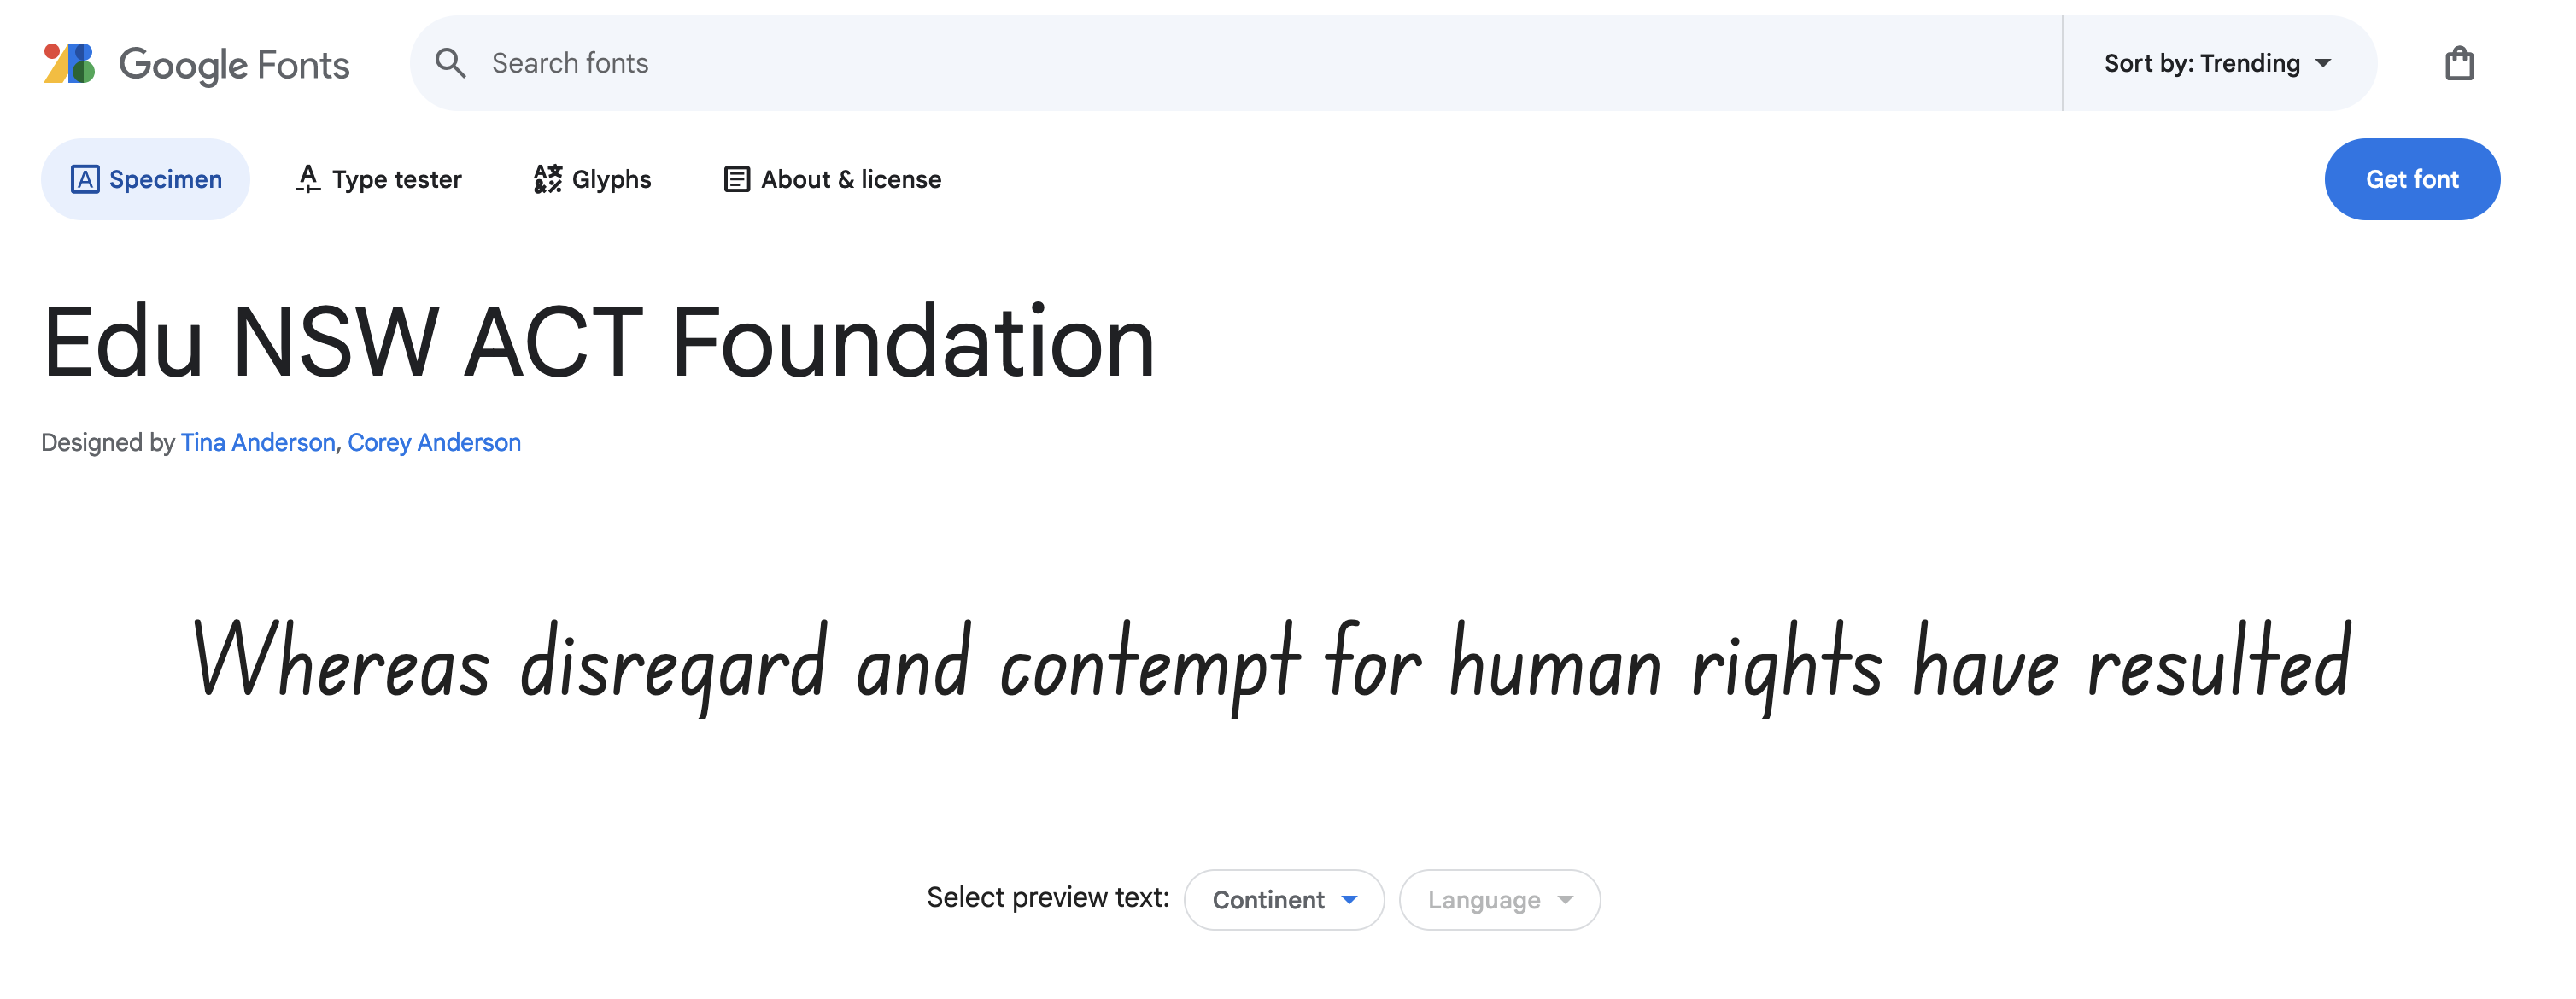 Google Fonts
Search fonts
Sort by: Trending
Specimen
Type tester
Glyphs
About & license
Get font
Edu NSW ACT Foundation
Designed by Tina Anderson, Corey Anderson
Whereas disregard and contempt for human rights have resulted
Select preview text: Continent Language